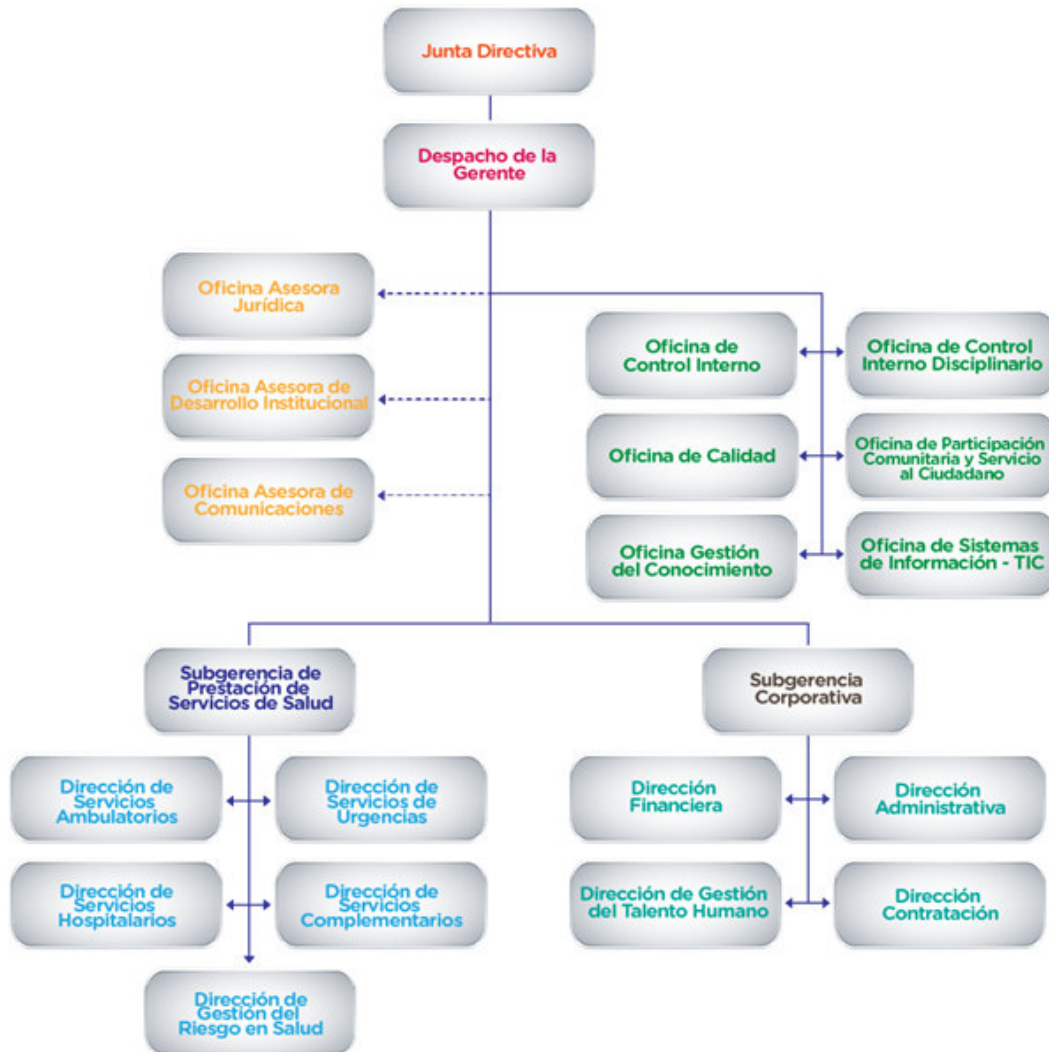 Junta Directiva
Despacho de la
Gerente
Oficina Asesora
Jurídica
Oficina Asesora de
Desarrollo Institucional
Oficina Asesora de
Comunicaciones
Oficina de
Control Interno
Oficina de Control
Interno Disciplinario
Oficina de Calidad
Oficina de Participación
Comunitaria y Servicio
al Ciudadano
Oficina Gestión
del Conocimiento
Oficina de Sistemas
de Información - TIC
Subgerencia de
Prestación de
Servicios de Salud
Subgerencia
Corporativa
Dirección de
Servicios
Ambulatorios
Dirección de
Servicios de
Urgencias
Dirección de
Servicios
Hospitalarios
Dirección de
Servicios
Complementarios
Dirección de
Gestión del
Riesgo en Salud
Dirección
Financiera
Dirección
Administrativa
Dirección de Gestión
del Talento Humano
Dirección
Contratación